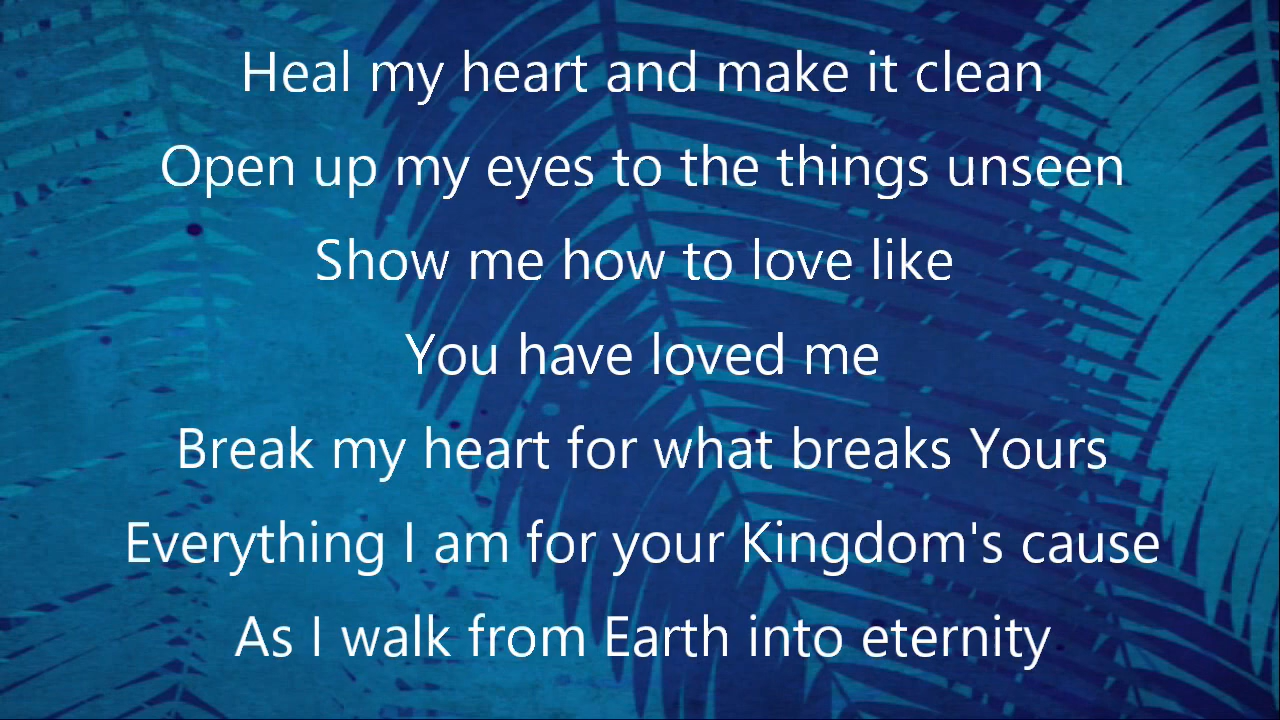 Heal my heart and make it clean
Open up my eyes to the things unseen
Show me how to love like
You have loved me
Break my heart for what breaks Yours
Everything I am for your Kingdom's cause
As I walk from Earth into eternity